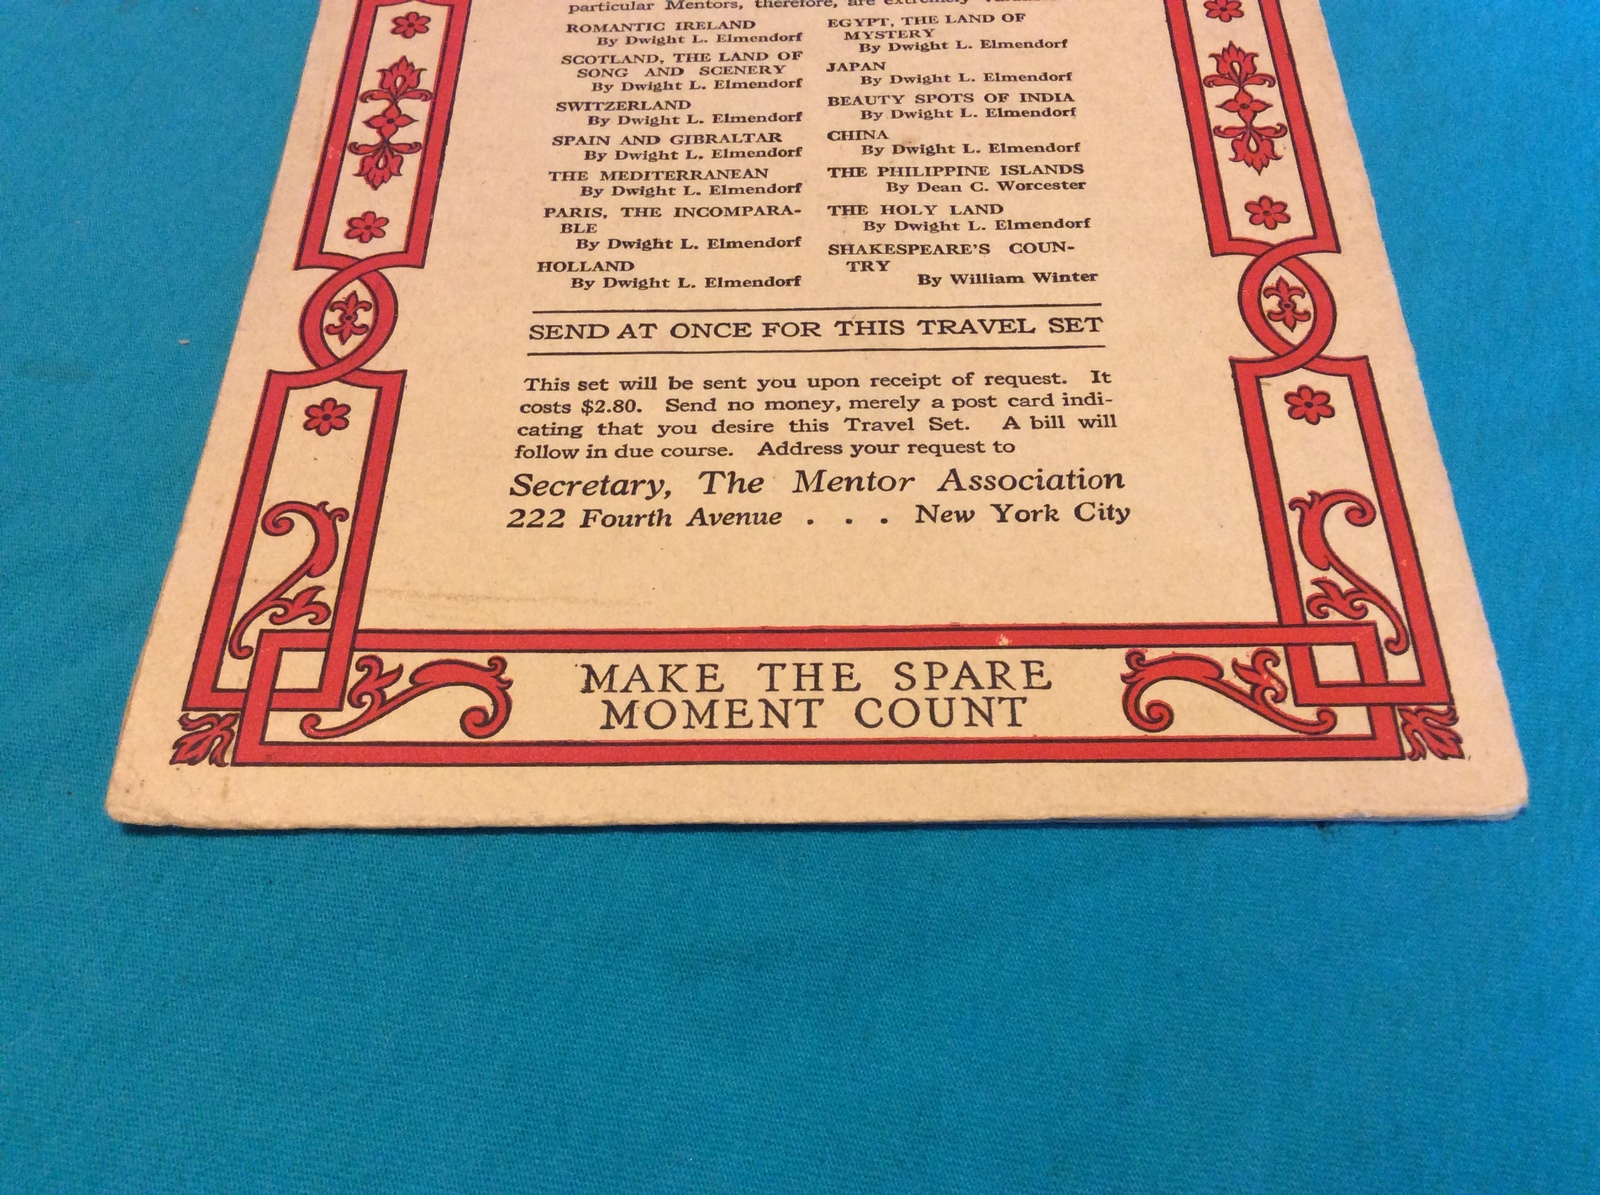 particular Mentors, therefore, are extremely
ROMANTIC IRELAND
By Dwight L. Elmendorf
SCOTLAND, THE LAND OF
SONG AND SCENERY
By Dwight L. Elmendorf
SWITZERLAND
By Dwight L. Elmendorf
SPAIN AND GIBRALTAR
By Dwight L. Elmendorf
THE MEDITERRANEAN
By Dwight L. Elmendorf
PARIS, THE INCOMPARA-
BLE
By Dwight L. Elmendorf
HOLLAND
By Dwight L. Elmendorf
EGYPT, THE LAND OF
MYSTERY
By Dwight L. Elmendorf
JAPAN
By Dwight L. Elmendorf
BEAUTY SPOTS OF INDIA
By Dwight L. Elmendorf
CHINA
By Dwight L. Elmendorf
THE PHILIPPINE ISLANDS
By Dean C. Worcester
THE HOLY LAND
By Dwight L. Elmendorf
SHAKESPEARE'S COUN-
TRY
By William Winter
SEND AT ONCE FOR THIS TRAVEL SET
This set will be sent you upon receipt of request. It
costs $2.80. Send no money, merely a post card indi-
cating that you desire this Travel Set. A bill will
follow in due course. Address your request to
Secretary, The Mentor Association
222 Fourth Avenue . . . New York City
MAKE THE SPARE
MOMENT COUNT